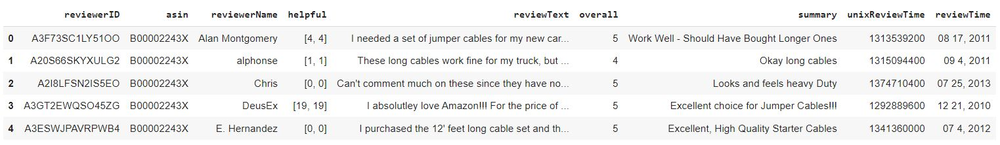 reviewerID asin reviewerName helpful reviewText overall summary unixReviewTime reviewTime
0 A3F73SC1LY51OO B00002243X Alan Montgomery [4, 4] I needed a set of jumper cables for my new car... 5 Work Well - Should Have Bought Longer Ones 1313539200 08 17, 2011
1 A20S66SKYXULG2 B00002243X alphonse [1, 1] These long cables work fine for my truck, but ... 4 Okay long cables 1315094400 09 4, 2011
2 A2I8LFSN2IS5EO B00002243X Chris [0, 0] Can't comment much on these since they have no... 5 Looks and feels heavy Duty 1374710400 07 25, 2013
3 A3GT2EWQSO45ZG B00002243X DeusEx [19, 19] I absolutley love Amazon!!! For the price of ... 5 Excellent choice for Jumper Cables!!! 1292889600 12 21, 2010
4 A3ESWJPAVRPWB4 B00002243X E. Hernandez [0, 0] I purchased the 12' feet long cable set and th... 5 Excellent, High Quality Starter Cables 1341360000 07 4, 2012